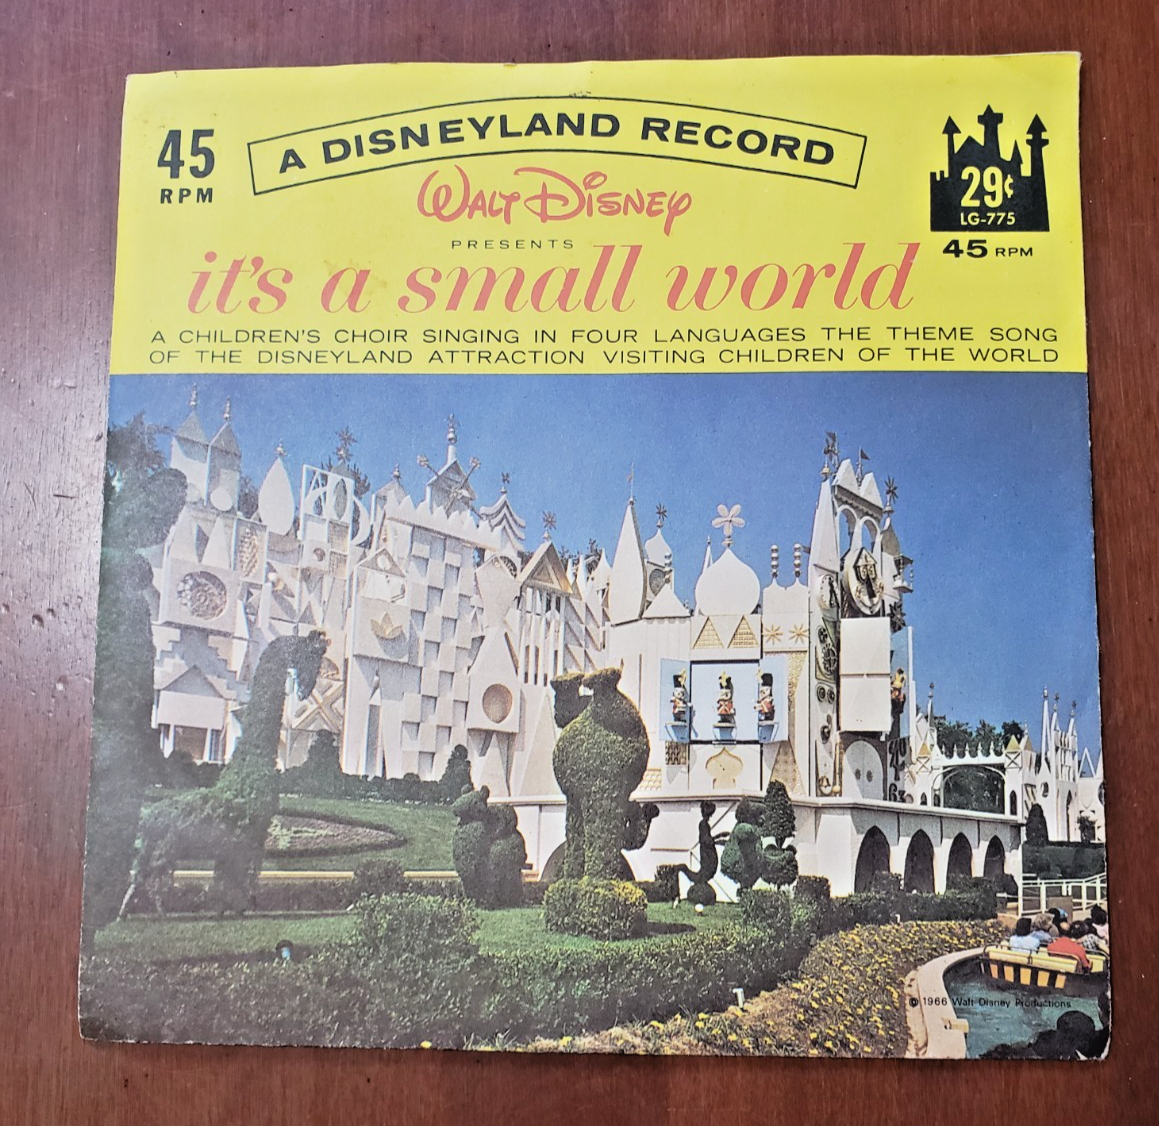 A DISNEYLAND RECORD
45
RPM
29¢
LG-775
45 RPM
WALT DISNEY
PRESENTS
it's a small world
A CHILDREN'S CHOIR SINGING IN FOUR LANGUAGES THE THEME SONG
OF THE DISNEYLAND ATTRACTION VISITING CHILDREN OF THE WORLD
© 1966 Walt Disney Productions